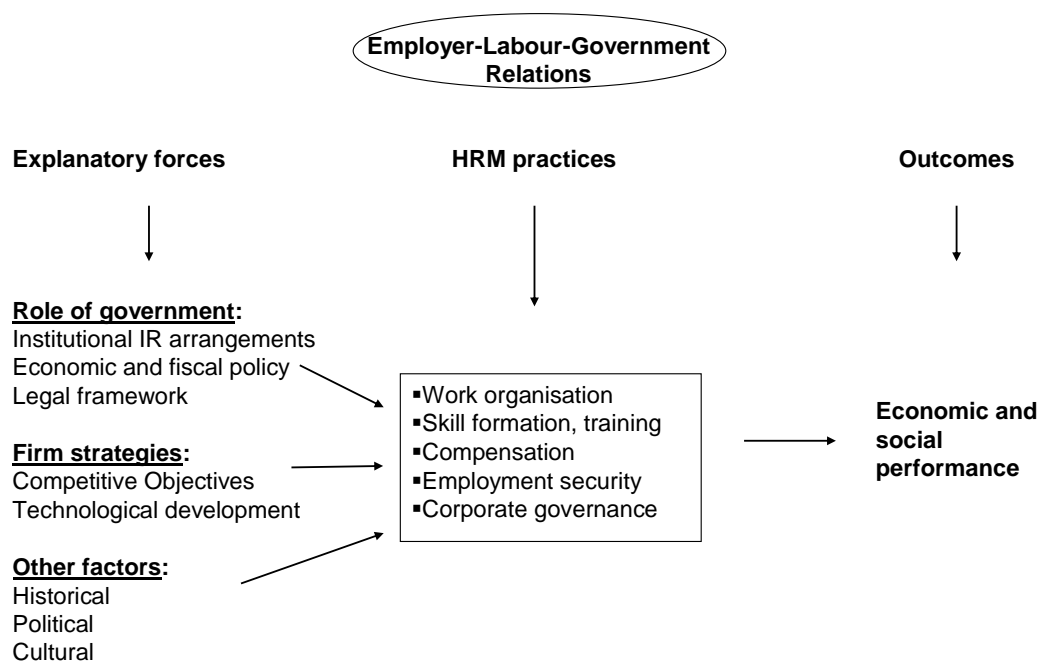 Employer-Labour-Government
Relations
Explanatory forces
HRM practices
Outcomes
Role of government:
Institutional IR arrangements
Economic and fiscal policy
Legal framework
Firm strategies:
Competitive Objectives
Technological development
Other factors:
Historical
Political
Cultural
▪Work organisation
▪Skill formation, training
▪Compensation
▪Employment security
▪Corporate governance
Economic and
social
performance